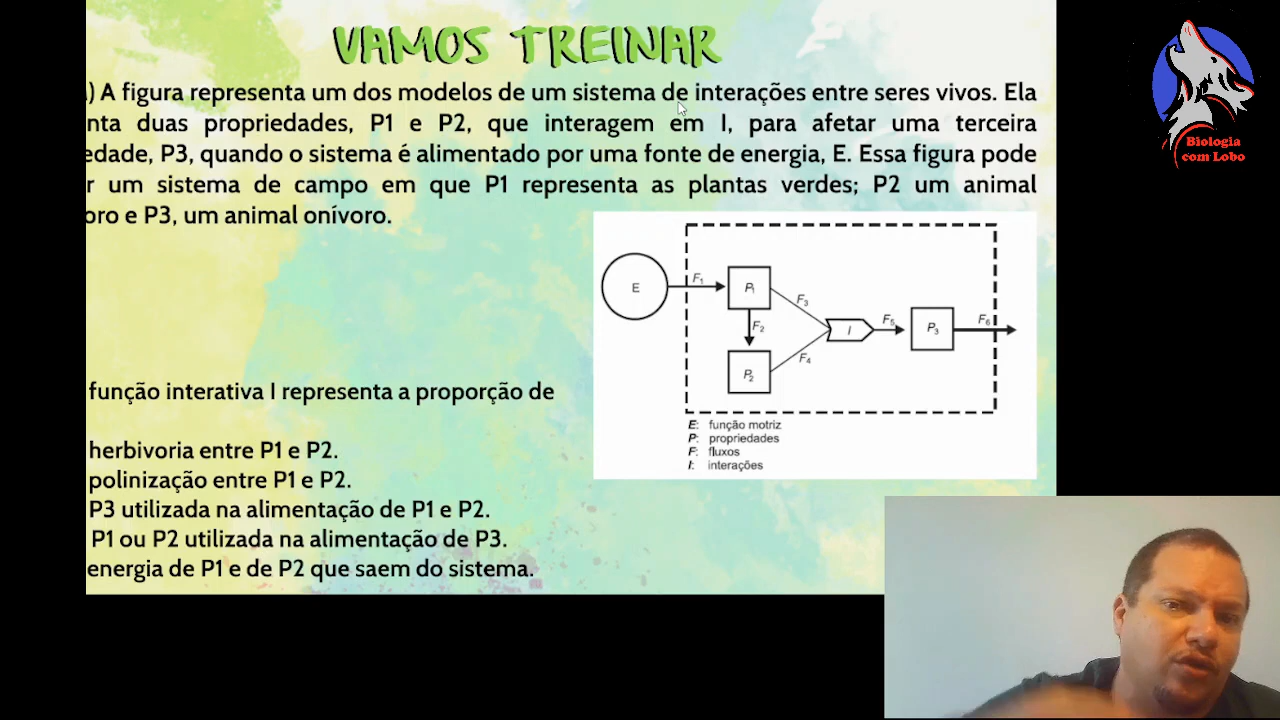 VAMOS TREINAR
) A figura representa um dos modelos de um sistema de interações entre seres vivos. Ela
nta duas propriedades, P1 e P2, que interagem em I, para afetar uma terceira
edade, P3, quando o sistema é alimentado por uma fonte de energia, E. Essa figura pode
r um sistema de campo em que P1 representa as plantas verdes; P2 um animal
oro e P3, um animal onívoro.
E
F₁
P₁
F₂
F₃
P₂
F₄
I
F₅
P₃
F₆
E: função motriz
P: propriedades
F: fluxos
I: interações
função interativa I representa a proporção de
herbivoria entre P1 e P2.
polinização entre P1 e P2.
P3 utilizada na alimentação de P1 e P2.
P1 ou P2 utilizada na alimentação de P3.
energia de P1 e de P2 que saem do sistema.
Biologia
com Lobo